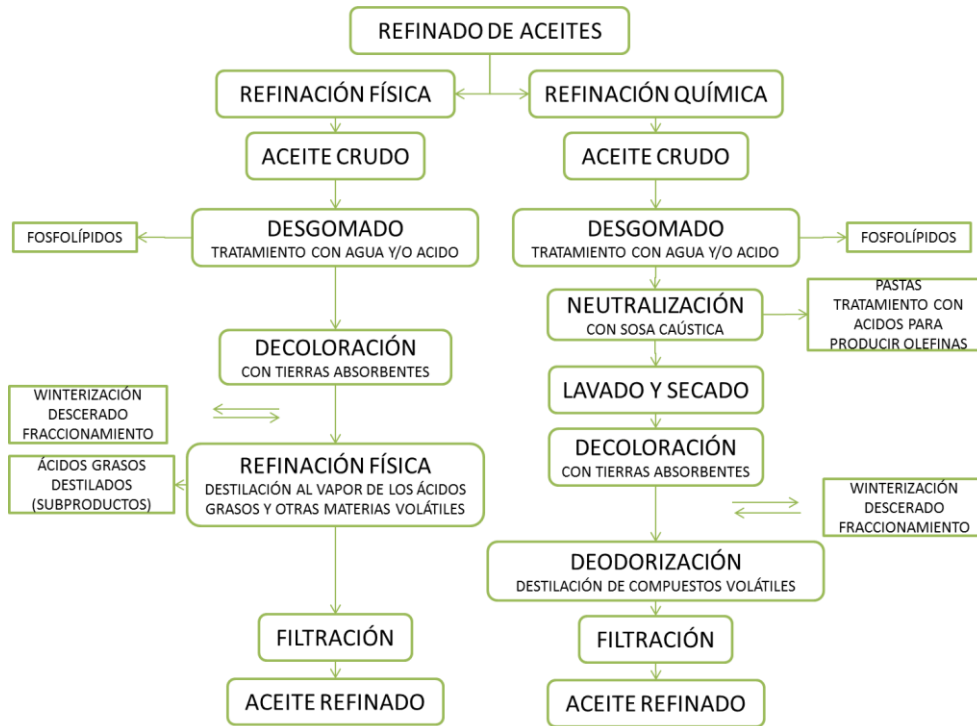 REFINADO DE ACEITES
REFINACIÓN FÍSICA
REFINACIÓN QUÍMICA
ACEITE CRUDO
ACEITE CRUDO
FOSFOLÍPIDOS
DESGOMADO
TRATAMIENTO CON AGUA Y/O ACIDO
DESGOMADO
TRATAMIENTO CON AGUA Y/O ACIDO
FOSFOLÍPIDOS
NEUTRALIZACIÓN
CON SOSA CAÚSTICA
PASTAS
TRATAMIENTO CON
ACIDOS PARA
PRODUCIR OLEFINAS
DECOLORACIÓN
CON TIERRAS ABSORBENTES
LAVADO Y SECADO
WINTERIZACIÓN
DESCERADO
FRACCIONAMIENTO
DECOLORACIÓN
CON TIERRAS ABSORBENTES
ÁCIDOS GRASOS
DESTILADOS
(SUBPRODUCTOS)
REFINACIÓN FÍSICA
DESTILACIÓN AL VAPOR DE LOS ÁCIDOS
GRASOS Y OTRAS MATERIAS VOLÁTILES
WINTERIZACIÓN
DESCERADO
FRACCIONAMIENTO
DEODORIZACIÓN
DESTILACIÓN DE COMPUESTOS VOLÁTILES
FILTRACIÓN
FILTRACIÓN
ACEITE REFINADO
ACEITE REFINADO